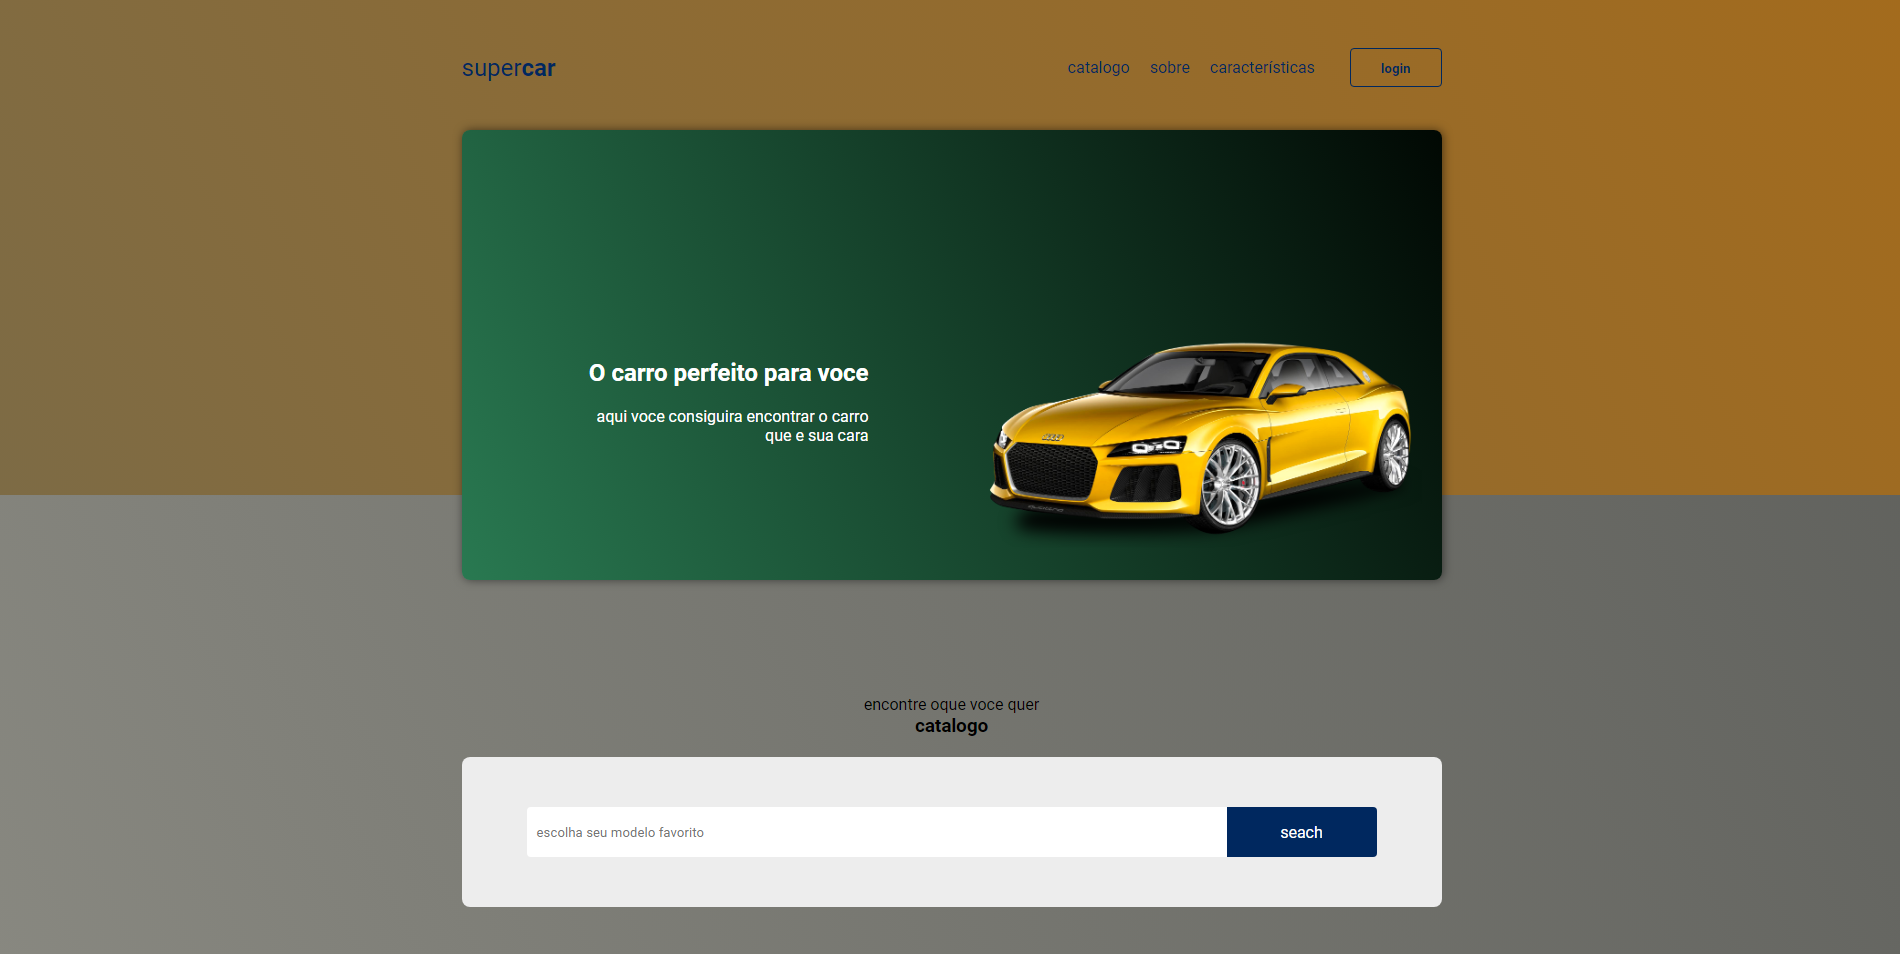 supercar
catalogo
sobre
características
login
O carro perfeito para voce
aqui voce consiguira encontrar o carro
que e sua cara
encontre oque voce quer
catalogo
escolha seu modelo favorito
seach